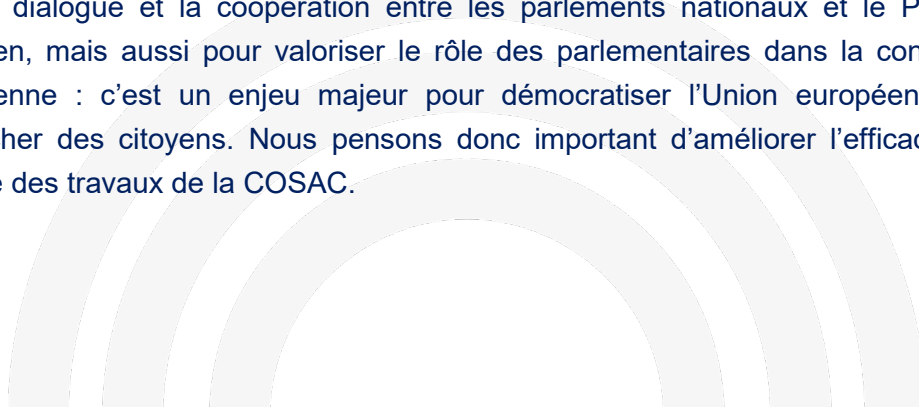 dialogue et la coopération entre les parlements nationaux et le P
en, mais aussi pour valoriser le rôle des parlementaires dans la con
enne : c’est un enjeu majeur pour démocratiser l’Union européen
her des citoyens. Nous pensons donc important d’améliorer l’effica
des travaux de la COSAC.